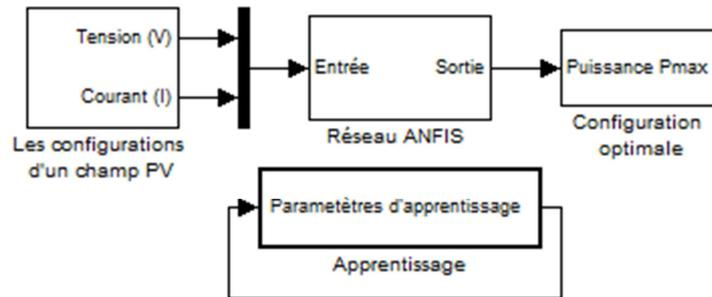 Tension (V)
Courant (I)
Les configurations
d'un champ PV
Entrée
Sortie
Réseau ANFIS
Puissance Pmax
Configuration
optimale
Parametètres d'apprentissage
Apprentissage